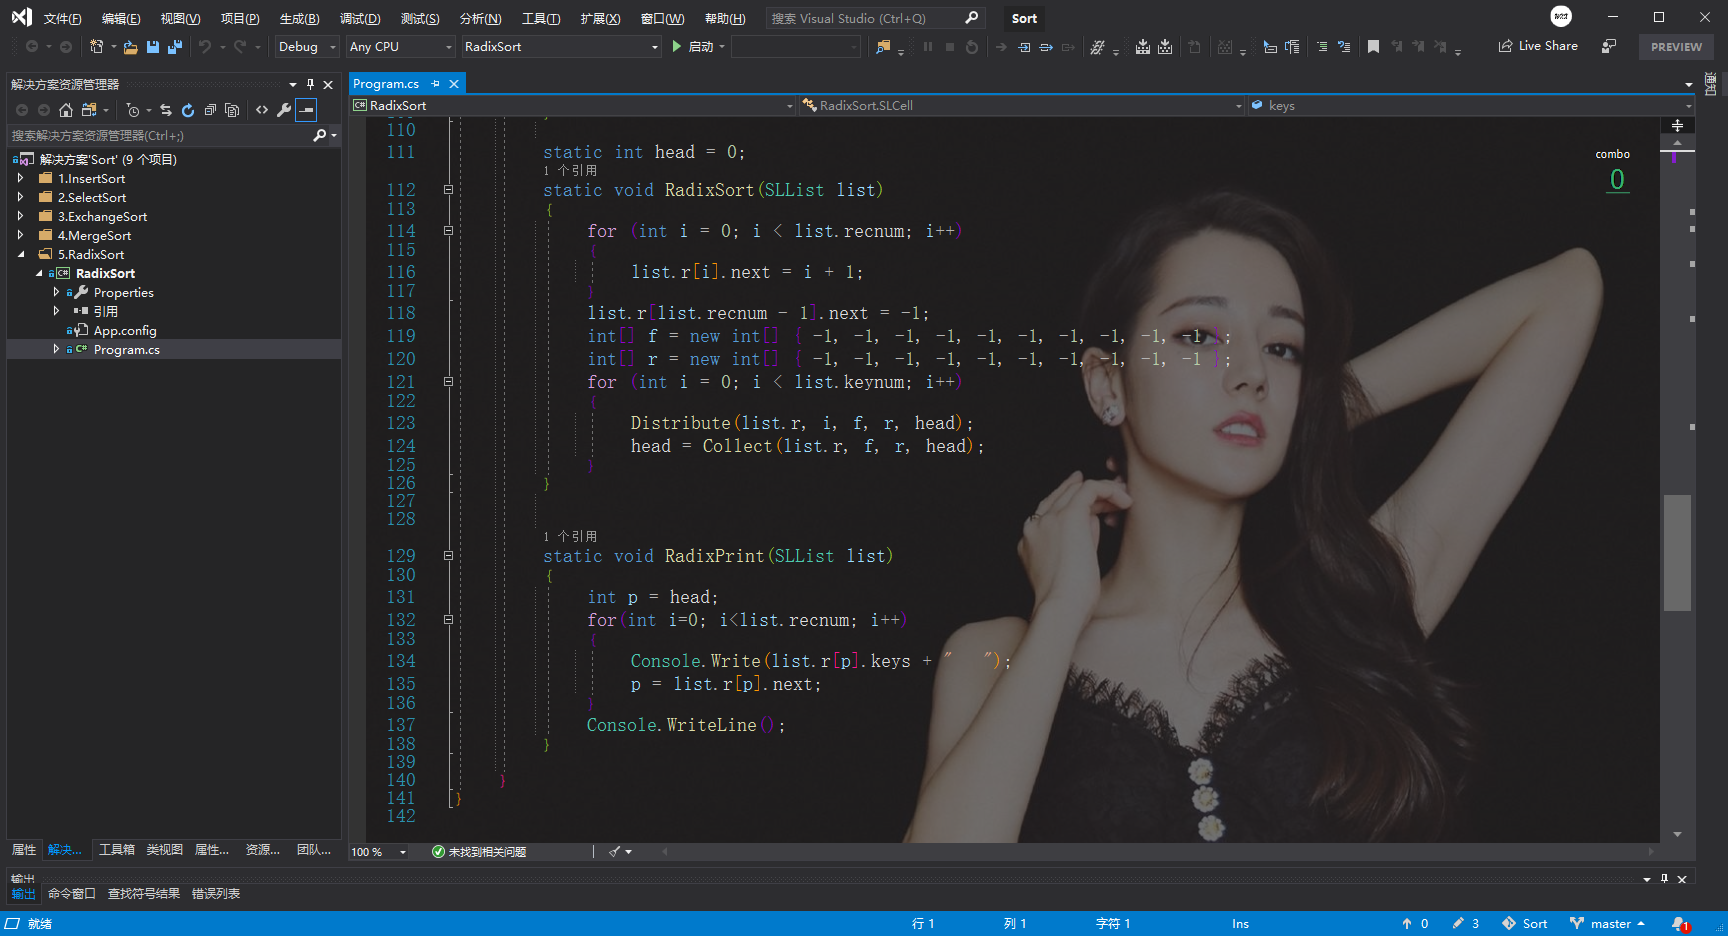 文件(F) 编辑(E) 视图(V) 项目(P) 生成(B) 调试(D) 测试(S) 分析(N) 工具(T) 扩展(X) 窗口(W) 帮助(H) 搜索 Visual Studio (Ctrl+Q) Sort
Debug Any CPU RadixSort 启动 Live Share PREVIEW
解决方案资源管理器
搜索解决方案资源管理器(Ctrl+;)
解决方案'Sort' (9 个项目)
1.InsertSort
2.SelectSort
3.ExchangeSort
4.MergeSort
5.RadixSort
RadixSort
Properties
引用
App.config
Program.cs
属性 解决... 工具箱 类视图 属性... 资源... 团队...
Program.cs
RadixSort RadixSort.SLCell keys
combo
0
110
111 static int head = 0;
1 个引用
112 static void RadixSort(SLList list)
113 {
114 for (int i = 0; i < list.recnum; i++)
115 {
116 list.r[i].next = i + 1;
117 }
118 list.r[list.recnum - 1].next = -1;
119 int[] f = new int[] { -1, -1, -1, -1, -1, -1, -1, -1, -1, -1 };
120 int[] r = new int[] { -1, -1, -1, -1, -1, -1, -1, -1, -1, -1 };
121 for (int i = 0; i < list.keynum; i++)
122 {
123 Distribute(list.r, i, f, r, head);
124 head = Collect(list.r, f, r, head);
125 }
126 }
127
128
1 个引用
129 static void RadixPrint(SLList list)
130 {
131 int p = head;
132 for(int i=0; i<list.recnum; i++)
133 {
134 Console.Write(list.r[p].keys + "   ");
135 p = list.r[p].next;
136 }
137 Console.WriteLine();
138 }
139
140 }
141 }
142
100 % 未找到相关问题
输出
输出 命令窗口 查找符号结果 错误列表
就绪 行 1 列 1 字符 1 Ins 0 3 Sort master 1